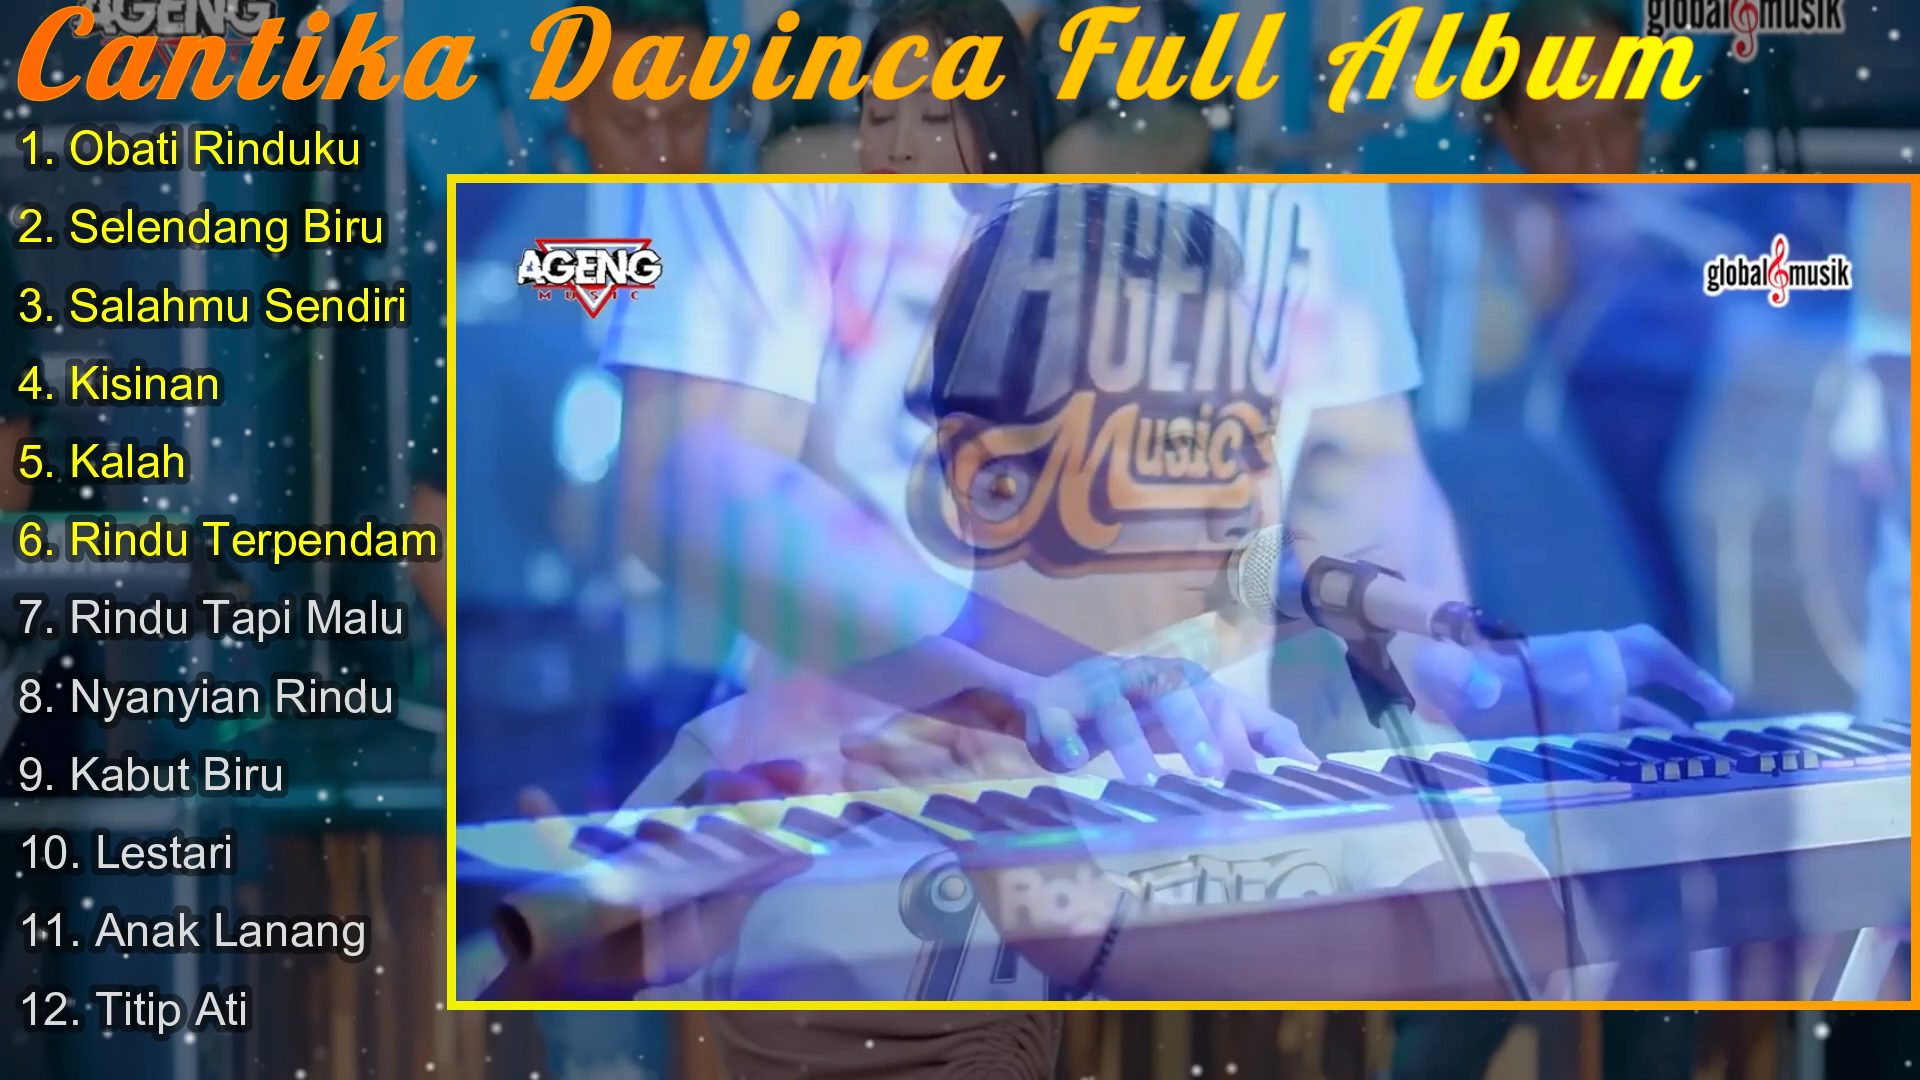 Cantika Davinca Full Album
AGENG
global musik
1. Obati Rinduku
2. Selendang Biru
3. Salahmu Sendiri
4. Kisinan
5. Kalah
6. Rindu Terpendam
7. Rindu Tapi Malu
8. Nyanyian Rindu
9. Kabut Biru
10. Lestari
11. Anak Lanang
12. Titip Ati
AGENG
MUSIC
global musik
AGENG
Music